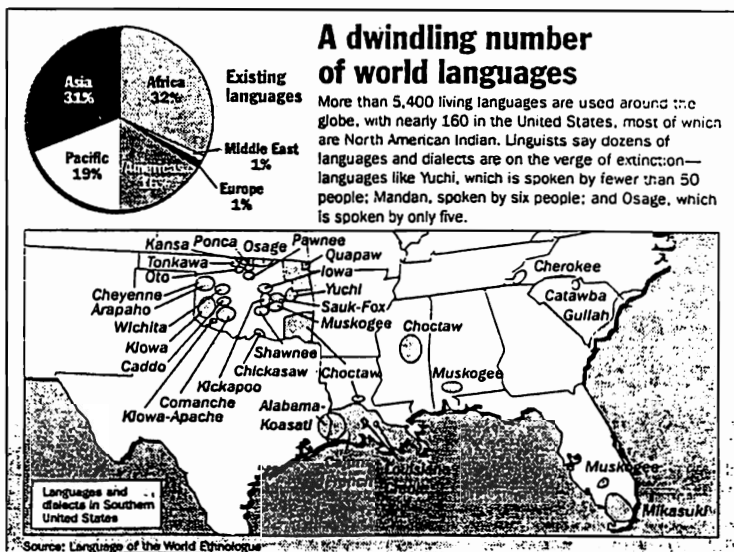 A dwindling number
of world languages
More than 5,400 living languages are used around the
globe, with nearly 160 in the United States, most of which
are North American Indian. Linguists say dozens of
languages and dialects are on the verge of extinction—
languages like Yuchi, which is spoken by fewer than 50
people; Mandan, spoken by six people; and Osage, which
is spoken by only five.
Asia
31%
Africa
32%
Existing
languages
Middle East
1%
Europe
1%
Americas
Pacific
19%
Kansa
Ponca
Osage
Pawnee
Tonkawa
Oto
Quapaw
Iowa
Cheyenne
Arapaho
Yuchi
Sauk-Fox
Wichita
Muskogee
Kiowa
Caddo
Shawnee
Kickapoo
Chickasaw
Comanche
Kiowa-Apache
Choctaw
Alabama-
Koasati
Choctaw
Muskogee
Cherokee
Catawba
Gullah
Louisiana
Muskogee
Mikasuki
Languages and
dialects in Southern
United States
Source: Language of the World Ethnologue